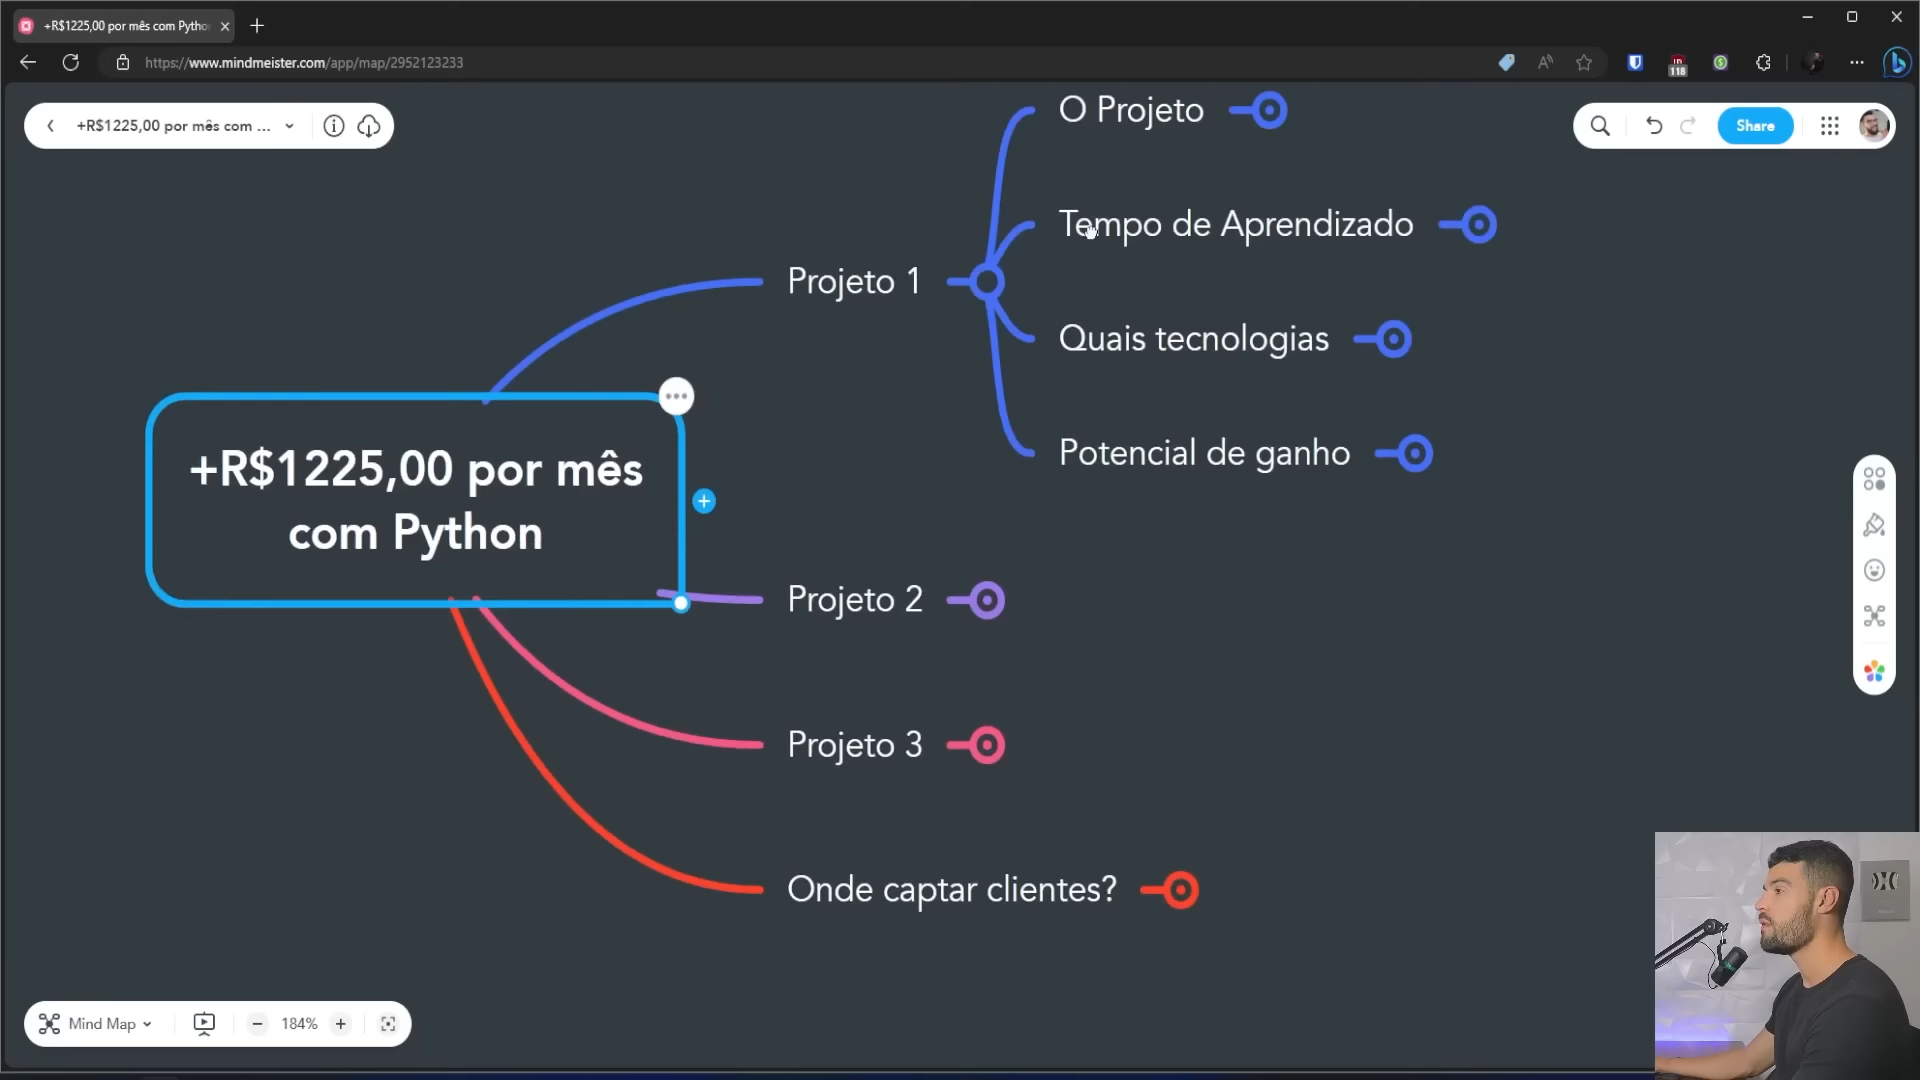 +R$1225,00 por mês com Pytho
https://www.mindmeister.com/app/map/2952123233
118
+R$1225,00 por mês com ...
Share
O Projeto
Tempo de Aprendizado
Projeto 1
Quais tecnologias
Potencial de ganho
+R$1225,00 por mês
com Python
Projeto 2
Projeto 3
Onde captar clientes?
Mind Map
184%